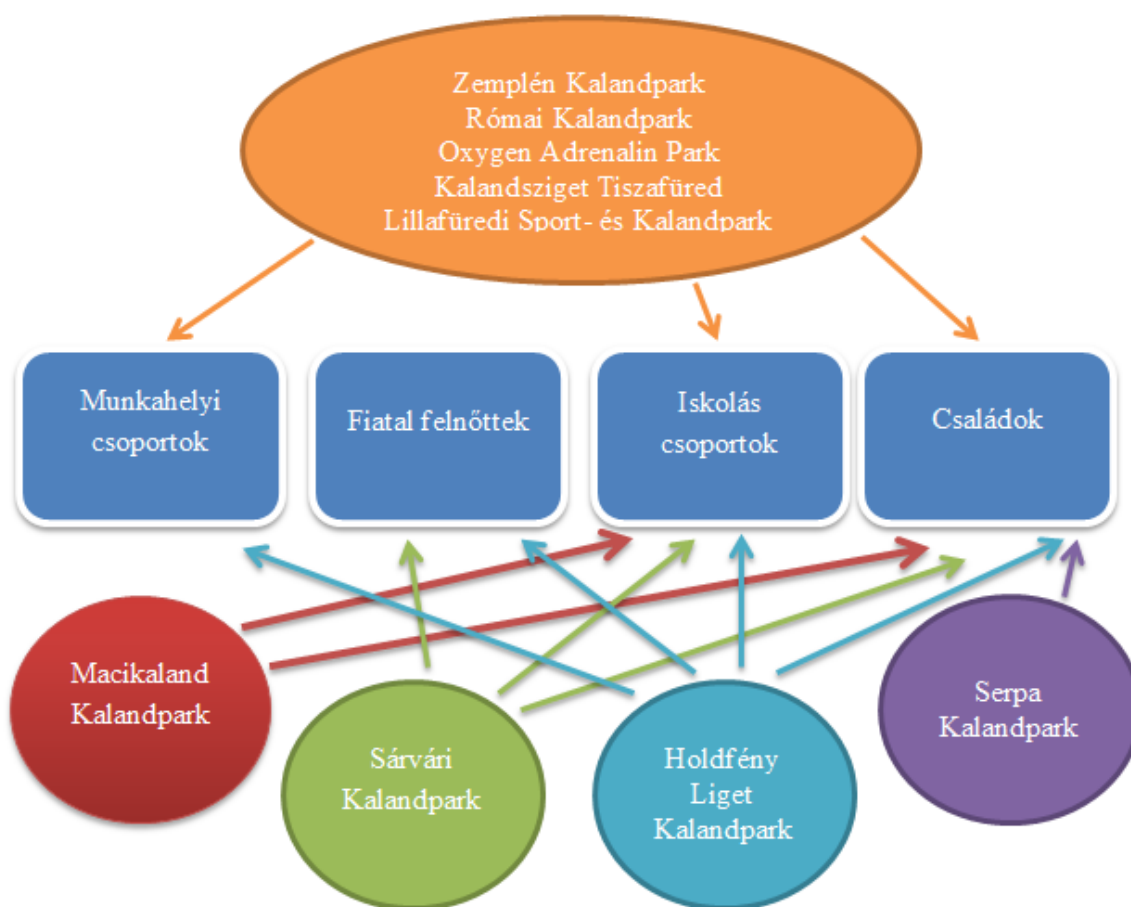 Zemplén Kalandpark
Római Kalandpark
Oxygen Adrenalin Park
Kalandsziget Tiszafüred
Lillafüredi Sport- és Kalandpark
Munkahelyi
csoportok
Fiatal felnőttek
Iskolás
csoportok
Családok
Macikaland
Kalandpark
Sárvári
Kalandpark
Holdfény
Liget
Kalandpark
Serpa
Kalandpark